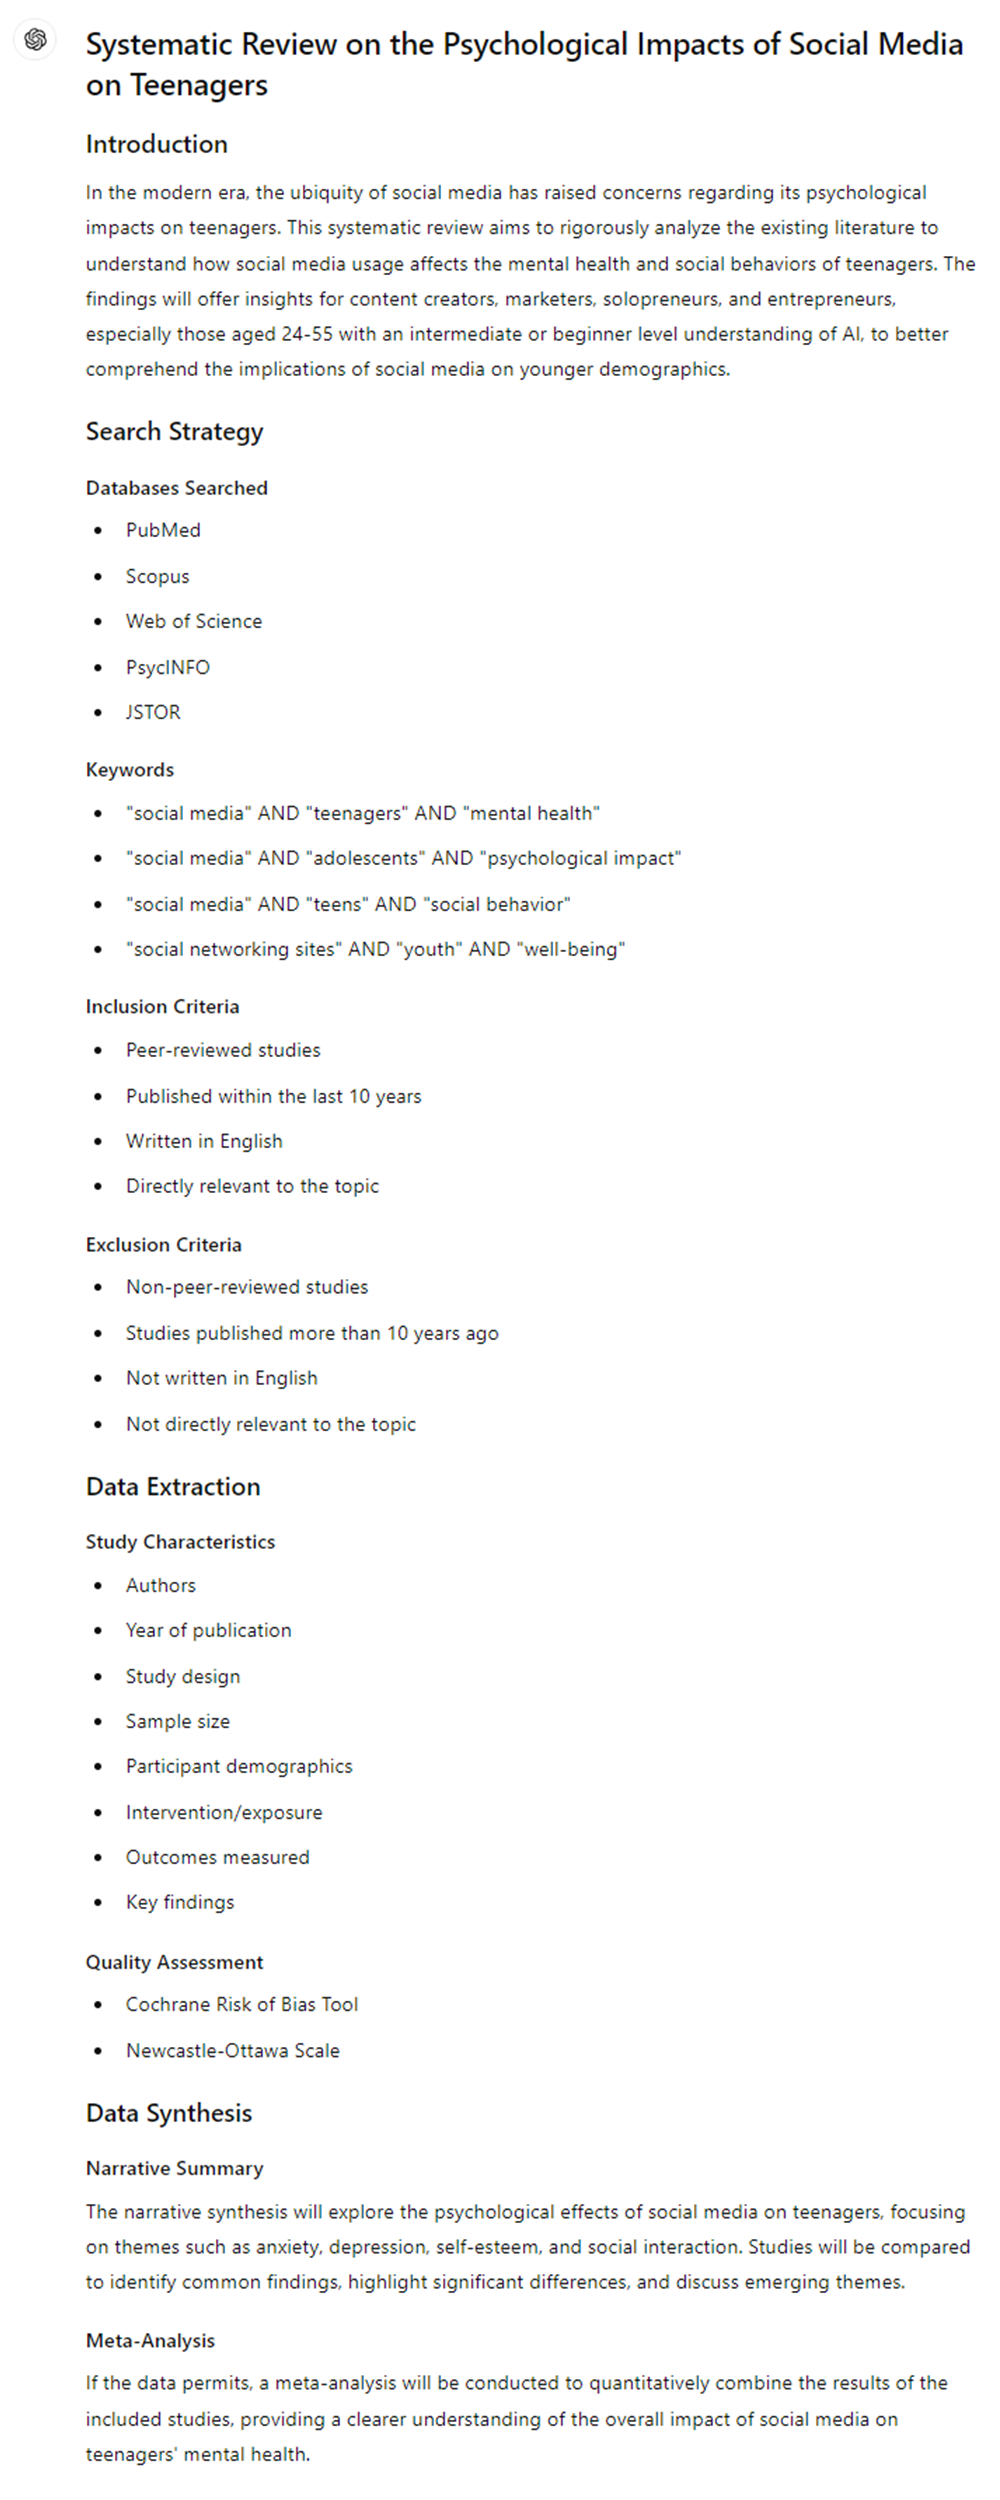 Systematic Review on the Psychological Impacts of Social Media
on Teenagers
Introduction
In the modern era, the ubiquity of social media has raised concerns regarding its psychological
impacts on teenagers. This systematic review aims to rigorously analyze the existing literature to
understand how social media usage affects the mental health and social behaviors of teenagers. The
findings will offer insights for content creators, marketers, solopreneurs, and entrepreneurs,
especially those aged 24-55 with an intermediate or beginner level understanding of AI, to better
comprehend the implications of social media on younger demographics.
Search Strategy
Databases Searched
• PubMed
• Scopus
• Web of Science
• PsycINFO
• JSTOR
Keywords
• "social media" AND "teenagers" AND "mental health"
• "social media" AND "adolescents" AND "psychological impact"
• "social media" AND "teens" AND "social behavior"
• "social networking sites" AND "youth" AND "well-being"
Inclusion Criteria
• Peer-reviewed studies
• Published within the last 10 years
• Written in English
• Directly relevant to the topic
Exclusion Criteria
• Non-peer-reviewed studies
• Studies published more than 10 years ago
• Not written in English
• Not directly relevant to the topic
Data Extraction
Study Characteristics
• Authors
• Year of publication
• Study design
• Sample size
• Participant demographics
• Intervention/exposure
• Outcomes measured
• Key findings
Quality Assessment
• Cochrane Risk of Bias Tool
• Newcastle-Ottawa Scale
Data Synthesis
Narrative Summary
The narrative synthesis will explore the psychological effects of social media on teenagers, focusing
on themes such as anxiety, depression, self-esteem, and social interaction. Studies will be compared
to identify common findings, highlight significant differences, and discuss emerging themes.
Meta-Analysis
If the data permits, a meta-analysis will be conducted to quantitatively combine the results of the
included studies, providing a clearer understanding of the overall impact of social media on
teenagers' mental health.